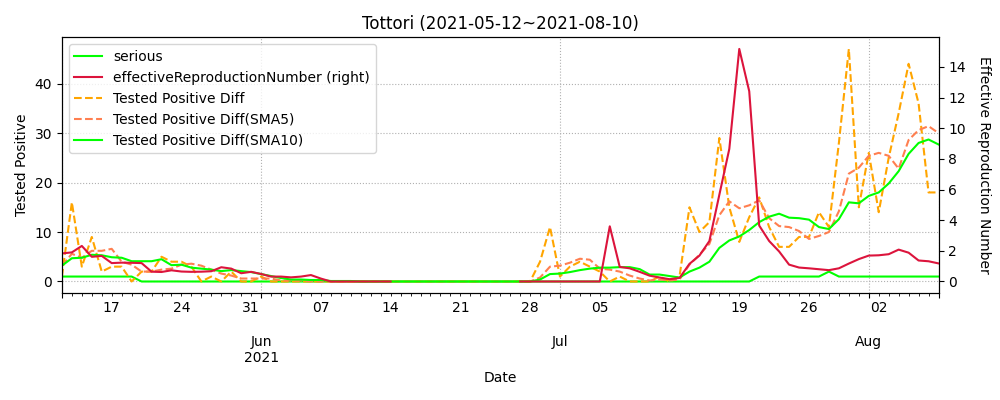 Tottori (2021-05-12~2021-08-10)
serious
effectiveReproductionNumber (right)
Tested Positive Diff
Tested Positive Diff(SMA5)
Tested Positive Diff(SMA10)
Tested Positive
40
30
20
10
0
14
12
10
8
6
4
2
0
Effective Reproduction Number
17 24 31 07 14 21 28 05 12 19 26 02
Jun Jul Aug
2021
Date